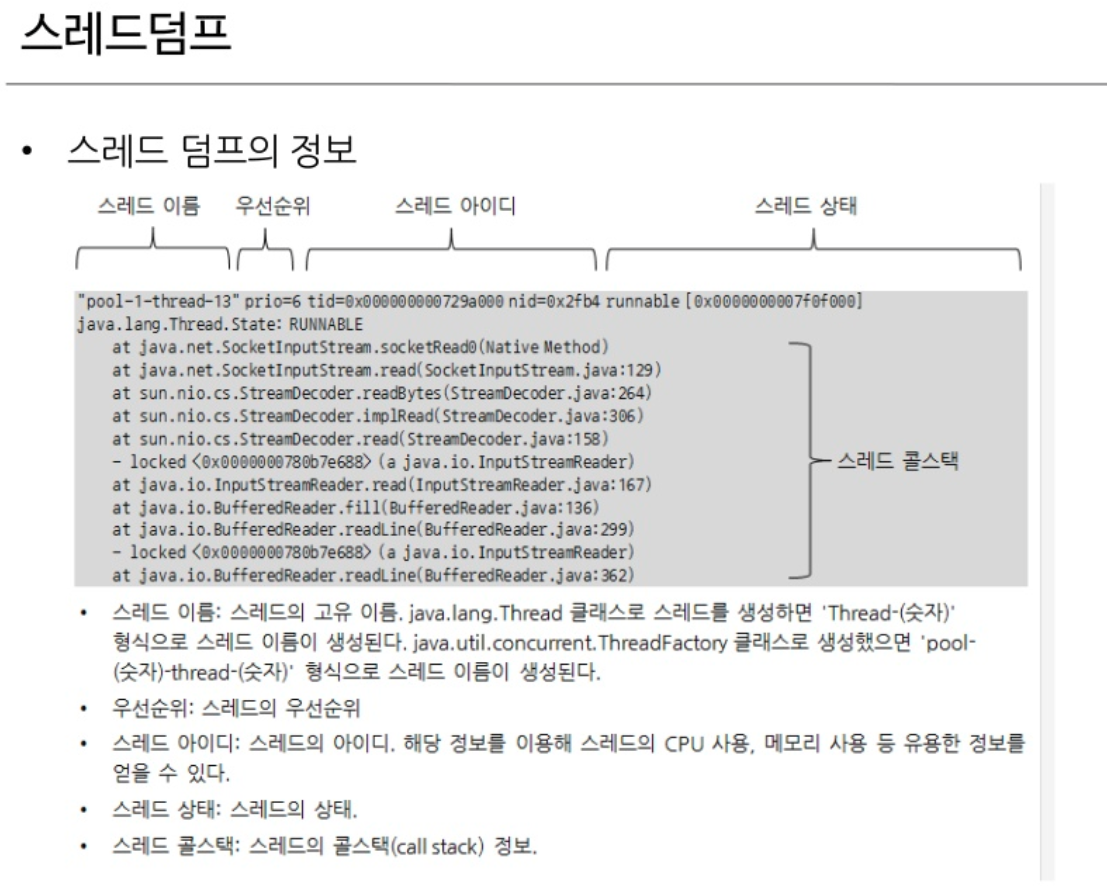 스레드덤프
• 스레드 덤프의 정보
스레드 이름 우선순위 스레드 아이디 스레드 상태
"pool-1-thread-13" prio=6 tid=0x000000000729a000 nid=0x2fb4 runnable [0x0000000007f0f000]
java.lang.Thread.State: RUNNABLE
at java.net.SocketInputStream.socketRead0(Native Method)
at java.net.SocketInputStream.read(SocketInputStream.java:129)
at sun.nio.cs.StreamDecoder.readBytes(StreamDecoder.java:264)
at sun.nio.cs.StreamDecoder.implRead(StreamDecoder.java:306)
at sun.nio.cs.StreamDecoder.read(StreamDecoder.java:158)
- locked <0x0000000780b7e688> (a java.io.InputStreamReader)
스레드 콜스택
at java.io.InputStreamReader.read(InputStreamReader.java:167)
at java.io.BufferedReader.fill(BufferedReader.java:136)
at java.io.BufferedReader.readLine(BufferedReader.java:299)
- locked <0x0000000780b7e688> (a java.io.InputStreamReader)
at java.io.BufferedReader.readLine(BufferedReader.java:362)
• 스레드 이름: 스레드의 고유 이름. java.lang.Thread 클래스로 스레드를 생성하면 'Thread-(숫자)'
형식으로 스레드 이름이 생성된다. java.util.concurrent.ThreadFactory 클래스로 생성했으면 'pool-
(숫자)-thread-(숫자)' 형식으로 스레드 이름이 생성된다.
• 우선순위: 스레드의 우선순위
• 스레드 아이디: 스레드의 아이디. 해당 정보를 이용해 스레드의 CPU 사용, 메모리 사용 등 유용한 정보를
얻을 수 있다.
• 스레드 상태: 스레드의 상태.
• 스레드 콜스택: 스레드의 콜스택(call stack) 정보.